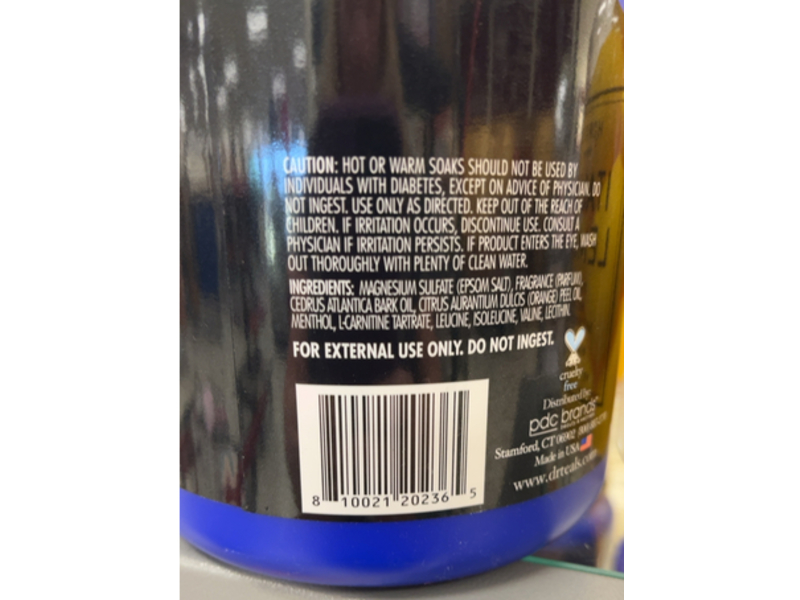 CAUTION: HOT OR WARM SOAKS SHOULD NOT BE USED BY
INDIVIDUALS WITH DIABETES, EXCEPT ON ADVICE OF PHYSICIAN. DO
NOT INGEST. USE ONLY AS DIRECTED. KEEP OUT OF THE REACH OF
CHILDREN. IF IRRITATION OCCURS, DISCONTINUE USE. CONSULT A
PHYSICIAN IF IRRITATION PERSISTS. IF PRODUCT ENTERS THE EYE, WASH
OUT THOROUGHLY WITH PLENTY OF CLEAN WATER.
INGREDIENTS: MAGNESIUM SULFATE (EPSOM SALT), FRAGRANCE (PARFUM),
CEDRUS ATLANTICA BARK OIL, CITRUS AURANTIUM DULCIS (ORANGE) PEEL OIL,
MENTHOL, L-CARNITINE TARTRATE, LEUCINE, ISOLEUCINE, VALINE, LECITHIN.
FOR EXTERNAL USE ONLY. DO NOT INGEST.
cruelty
free
Distributed by:
pdc brands
Stamford, CT 06902
Made in USA
www.drteals.com
8 10021 20236 5